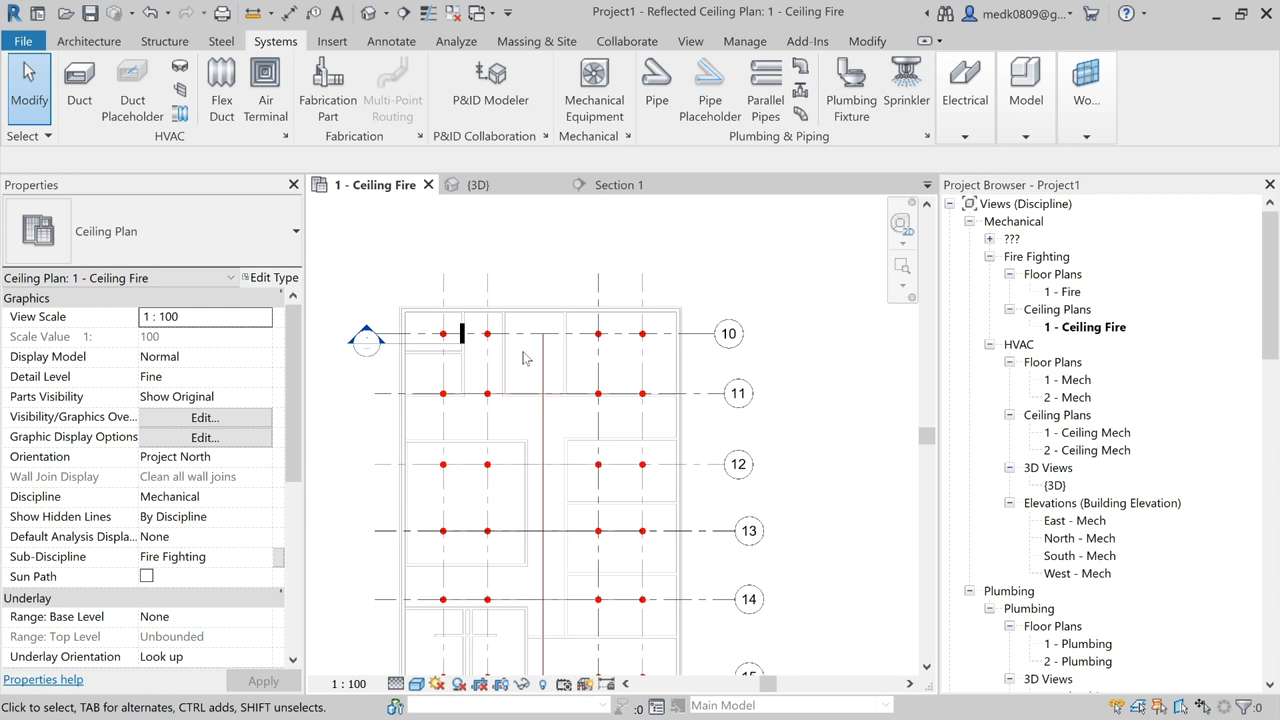 Project1 - Reflected Ceiling Plan: 1 - Ceiling Fire
medk0809@g...
File
Architecture
Structure
Steel
Systems
Insert
Annotate
Analyze
Massing & Site
Collaborate
View
Manage
Add-Ins
Modify
Modify
Duct
Duct
Placeholder
Flex
Duct
Air
Terminal
Fabrication
Part
Multi-Point
Routing
P&ID Modeler
Mechanical
Equipment
Pipe
Pipe
Placeholder
Parallel
Pipes
Plumbing
Fixture
Sprinkler
Electrical
Model
Wo...
Select
HVAC
Fabrication
P&ID Collaboration
Mechanical
Plumbing & Piping
Properties
Ceiling Plan
Ceiling Plan: 1 - Ceiling Fire
Edit Type
Graphics
View Scale
1 : 100
Scale Value 1:
100
Display Model
Normal
Detail Level
Fine
Parts Visibility
Show Original
Visibility/Graphics Ove...
Edit...
Graphic Display Options
Edit...
Orientation
Project North
Wall Join Display
Clean all wall joins
Discipline
Mechanical
Show Hidden Lines
By Discipline
Default Analysis Displa...
None
Sub-Discipline
Fire Fighting
Sun Path
Underlay
Range: Base Level
None
Range: Top Level
Unbounded
Underlay Orientation
Look up
Properties help
Apply
1 - Ceiling Fire
{3D}
Section 1
2D
10
11
12
13
14
15
1 : 100
Project Browser - Project1
Views (Discipline)
Mechanical
???
Fire Fighting
Floor Plans
1 - Fire
Ceiling Plans
1 - Ceiling Fire
HVAC
Floor Plans
1 - Mech
2 - Mech
Ceiling Plans
1 - Ceiling Mech
2 - Ceiling Mech
3D Views
{3D}
Elevations (Building Elevation)
East - Mech
North - Mech
South - Mech
West - Mech
Plumbing
Plumbing
Floor Plans
1 - Plumbing
2 - Plumbing
3D Views
Click to select, TAB for alternates, CTRL adds, SHIFT unselects.
:0
Main Model
:0